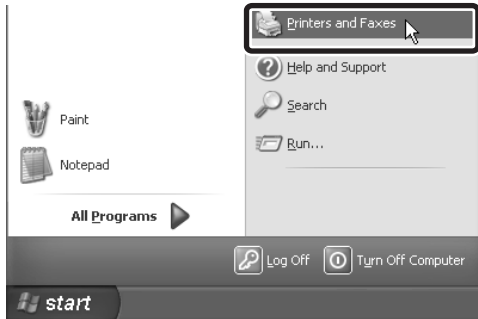 Printers and Faxes
Help and Support
Search
Run...
Paint
Notepad
All Programs
Log Off
Turn Off Computer
start